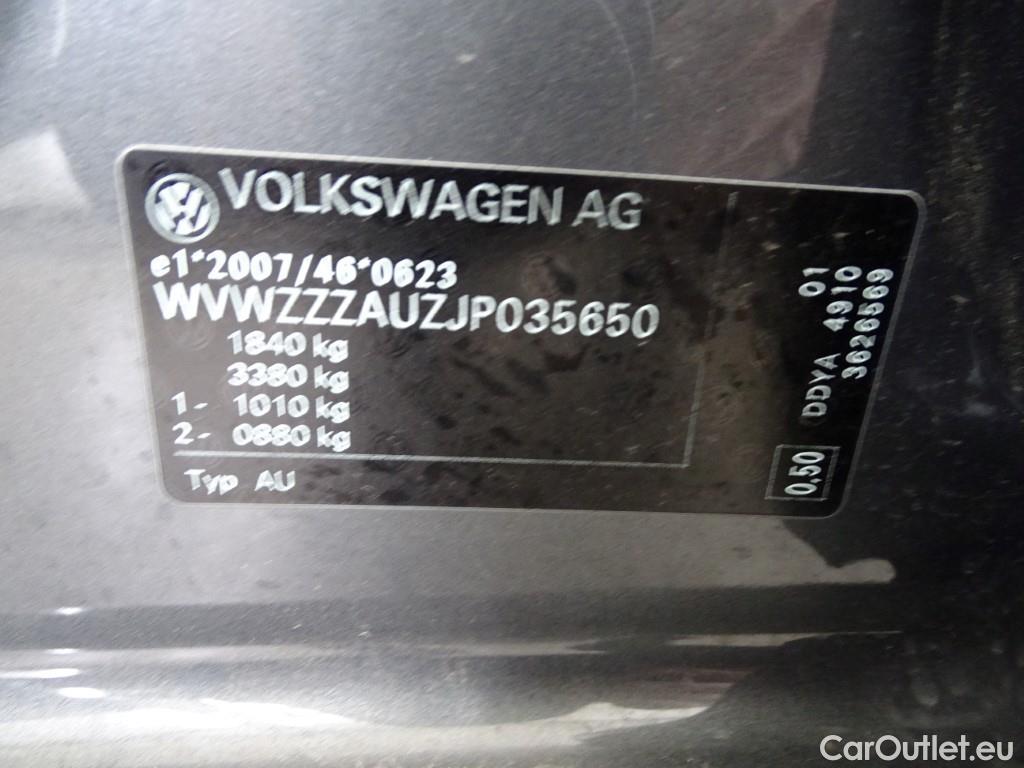 VOLKSWAGEN AG
e1*2007/46*0623
WVWZZZAUZJP035650
1840 kg
3380 kg
1- 1010 kg
2- 0880 kg
Typ AU
01
DDYA 4910
3626569
0,50
CarOutlet.eu